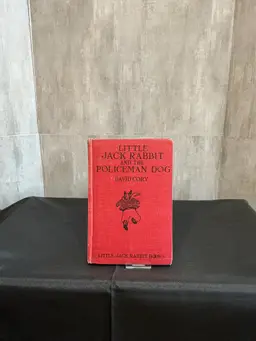 LITTLE
JACK RABBIT
AND THE
POLICEMAN DOG
DAVID CORY
LITTLE JACK RABBIT BOOKS